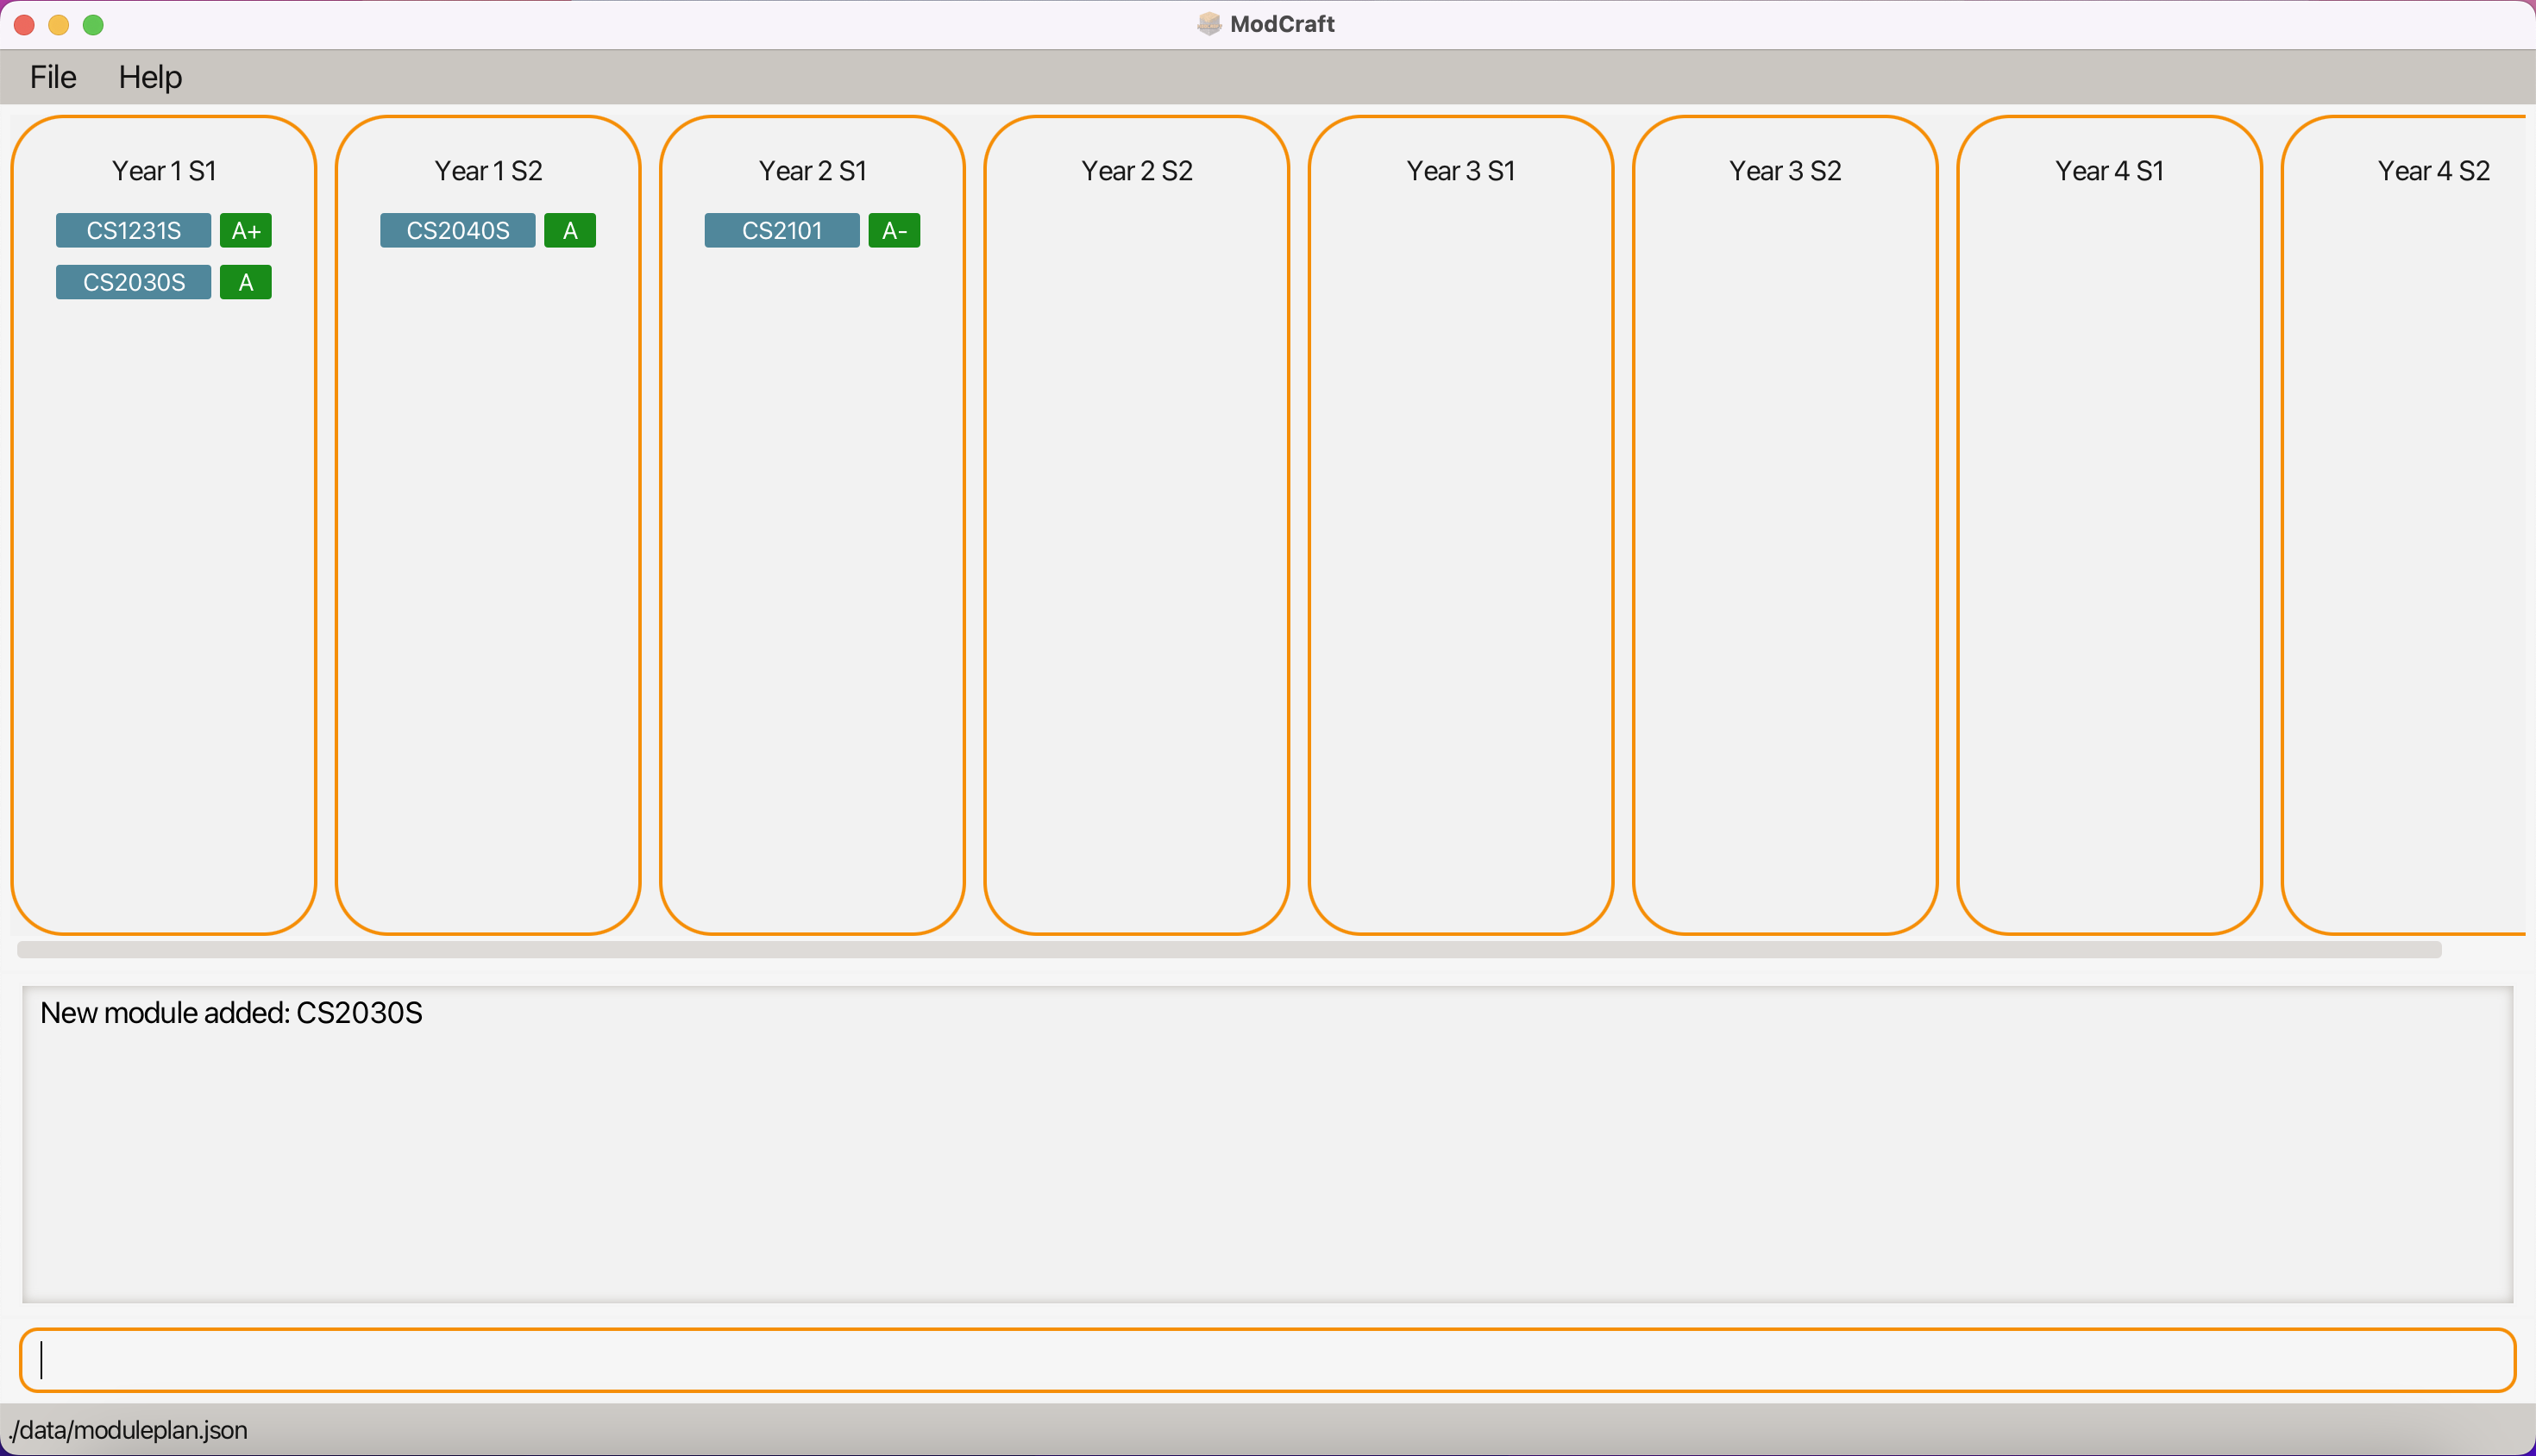 ModCraft
File Help
Year 1 S1 Year 1 S2 Year 2 S1 Year 2 S2 Year 3 S1 Year 3 S2 Year 4 S1 Year 4 S2
CS1231S A+ CS2040S A CS2101 A-
CS2030S A
New module added: CS2030S
./data/moduleplan.json